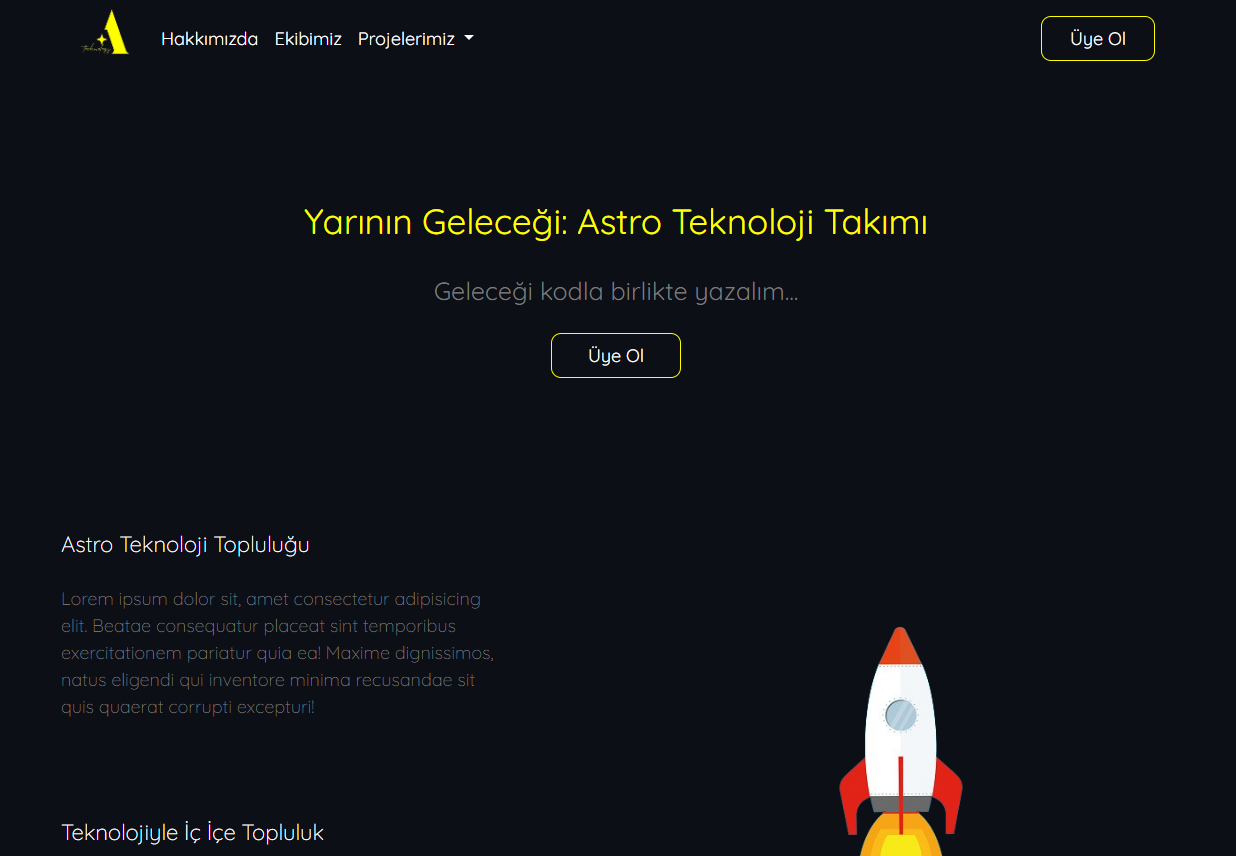 Hakkımızda Ekibimiz Projelerimiz Üye Ol
Yarının Geleceği: Astro Teknoloji Takımı
Geleceği kodla birlikte yazalım...
Üye Ol
Astro Teknoloji Topluluğu
Lorem ipsum dolor sit, amet consectetur adipisicing
elit. Beatae consequatur placeat sint temporibus
exercitationem pariatur quia ea! Maxime dignissimos,
natus eligendi qui inventore minima recusandae sit
quis quaerat corrupti excepturi!
Teknolojiyle İç İçe Topluluk